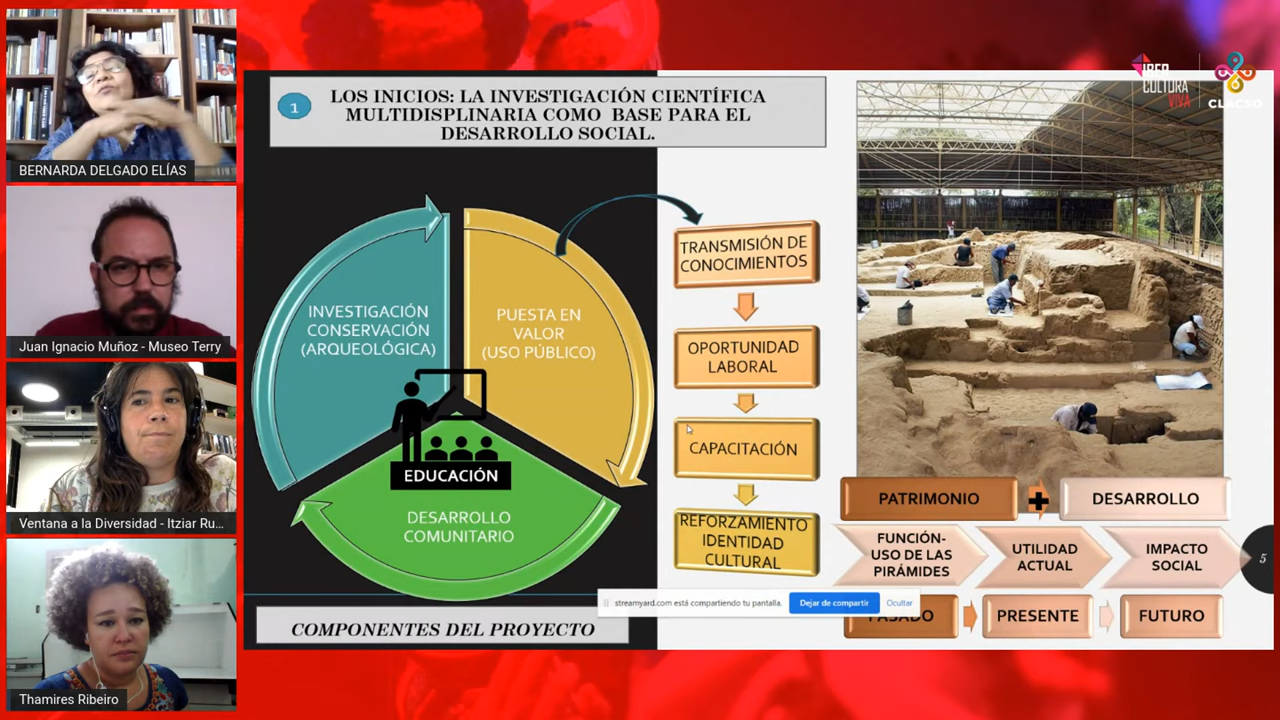 BERNARDA DELGADO ELÍAS
Juan Ignacio Muñoz - Museo Terry
Ventana a la Diversidad - Itziar Ru...
Thamires Ribeiro
1
LOS INICIOS: LA INVESTIGACIÓN CIENTÍFICA
MULTIDISPLINARIA COMO BASE PARA EL
DESARROLLO SOCIAL.
INVESTIGACIÓN
CONSERVACIÓN
(ARQUEOLÓGICA)
PUESTA EN
VALOR
(USO PÚBLICO)
EDUCACIÓN
DESARROLLO
COMUNITARIO
COMPONENTES DEL PROYECTO
TRANSMISIÓN DE
CONOCIMIENTOS
OPORTUNIDAD
LABORAL
CAPACITACIÓN
REFORZAMIENTO
IDENTIDAD
CULTURAL
streamyard.com está compartiendo tu pantalla.
Dejar de compartir
Ocultar
IBER
CULTURA
VIVA
CLACSO
PATRIMONIO
DESARROLLO
FUNCIÓN-
USO DE LAS
PIRÁMIDES
UTILIDAD
ACTUAL
IMPACTO
SOCIAL
5
PASADO
PRESENTE
FUTURO